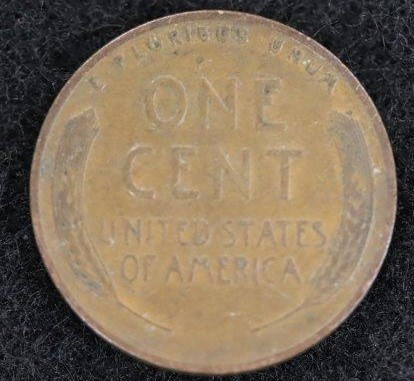 E PLURIBUS UNUM
ONE
CENT
UNITED STATES
OF AMERICA